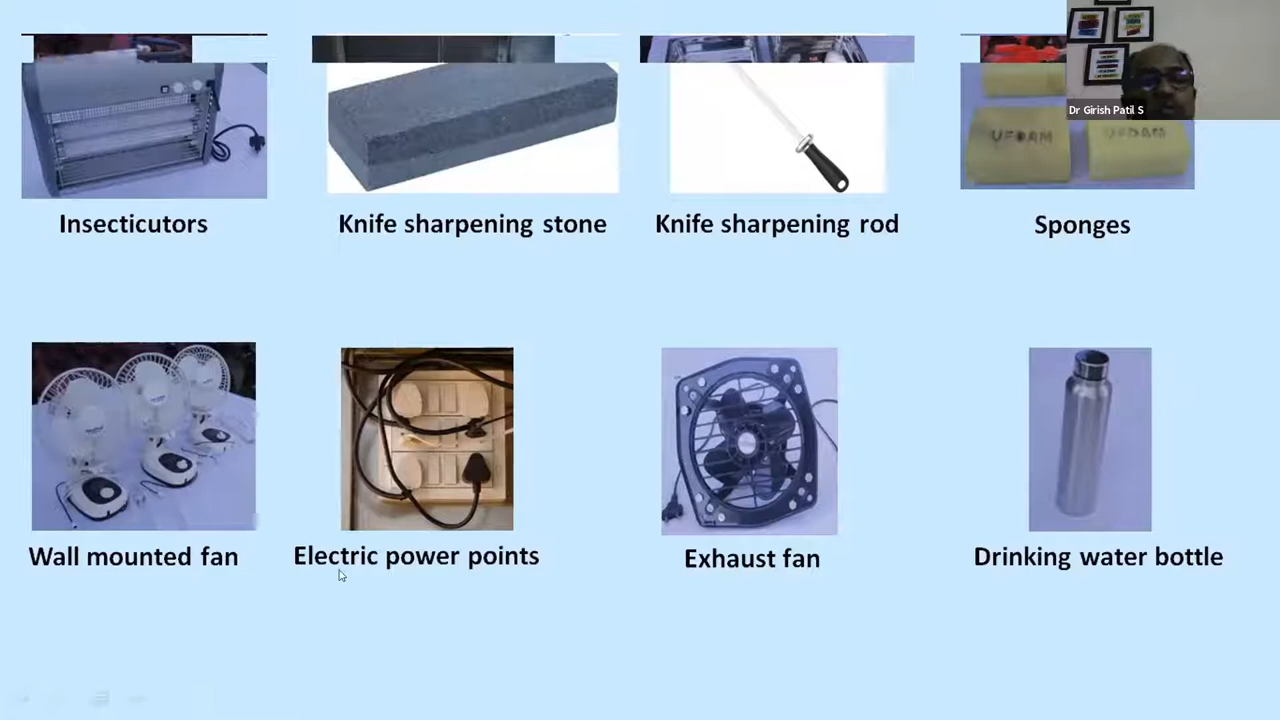 Dr Girish Patil S
UFOAM UFOAM
Insecticutors Knife sharpening stone Knife sharpening rod Sponges
Wall mounted fan Electric power points Exhaust fan Drinking water bottle